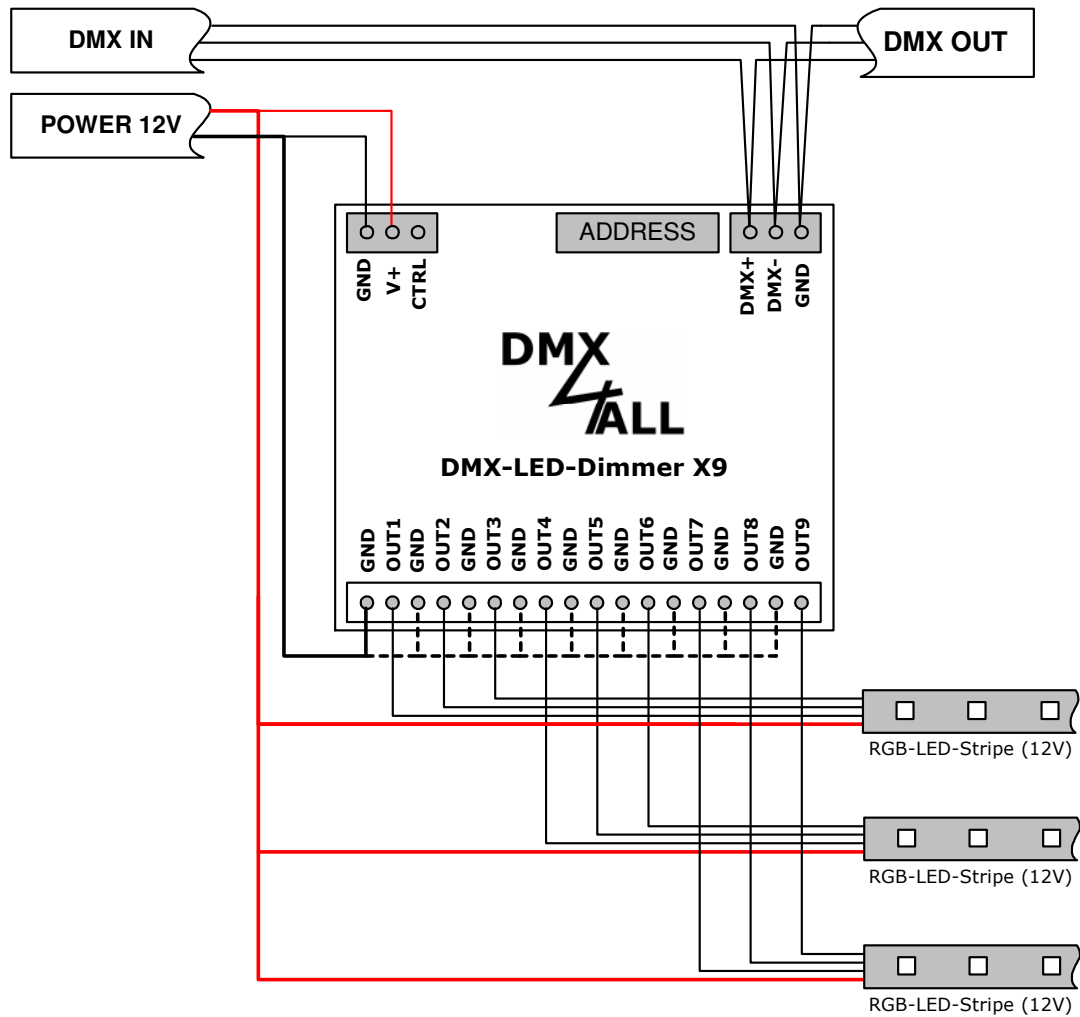 DMX IN
DMX OUT
POWER 12V
ADDRESS
GND
V+
CTRL
DMX+
DMX-
GND
DMX
4
ALL
DMX-LED-Dimmer X9
GND
OUT1
GND
OUT2
GND
OUT3
GND
OUT4
GND
OUT5
GND
OUT6
GND
OUT7
GND
OUT8
GND
OUT9
RGB-LED-Stripe (12V)
RGB-LED-Stripe (12V)
RGB-LED-Stripe (12V)